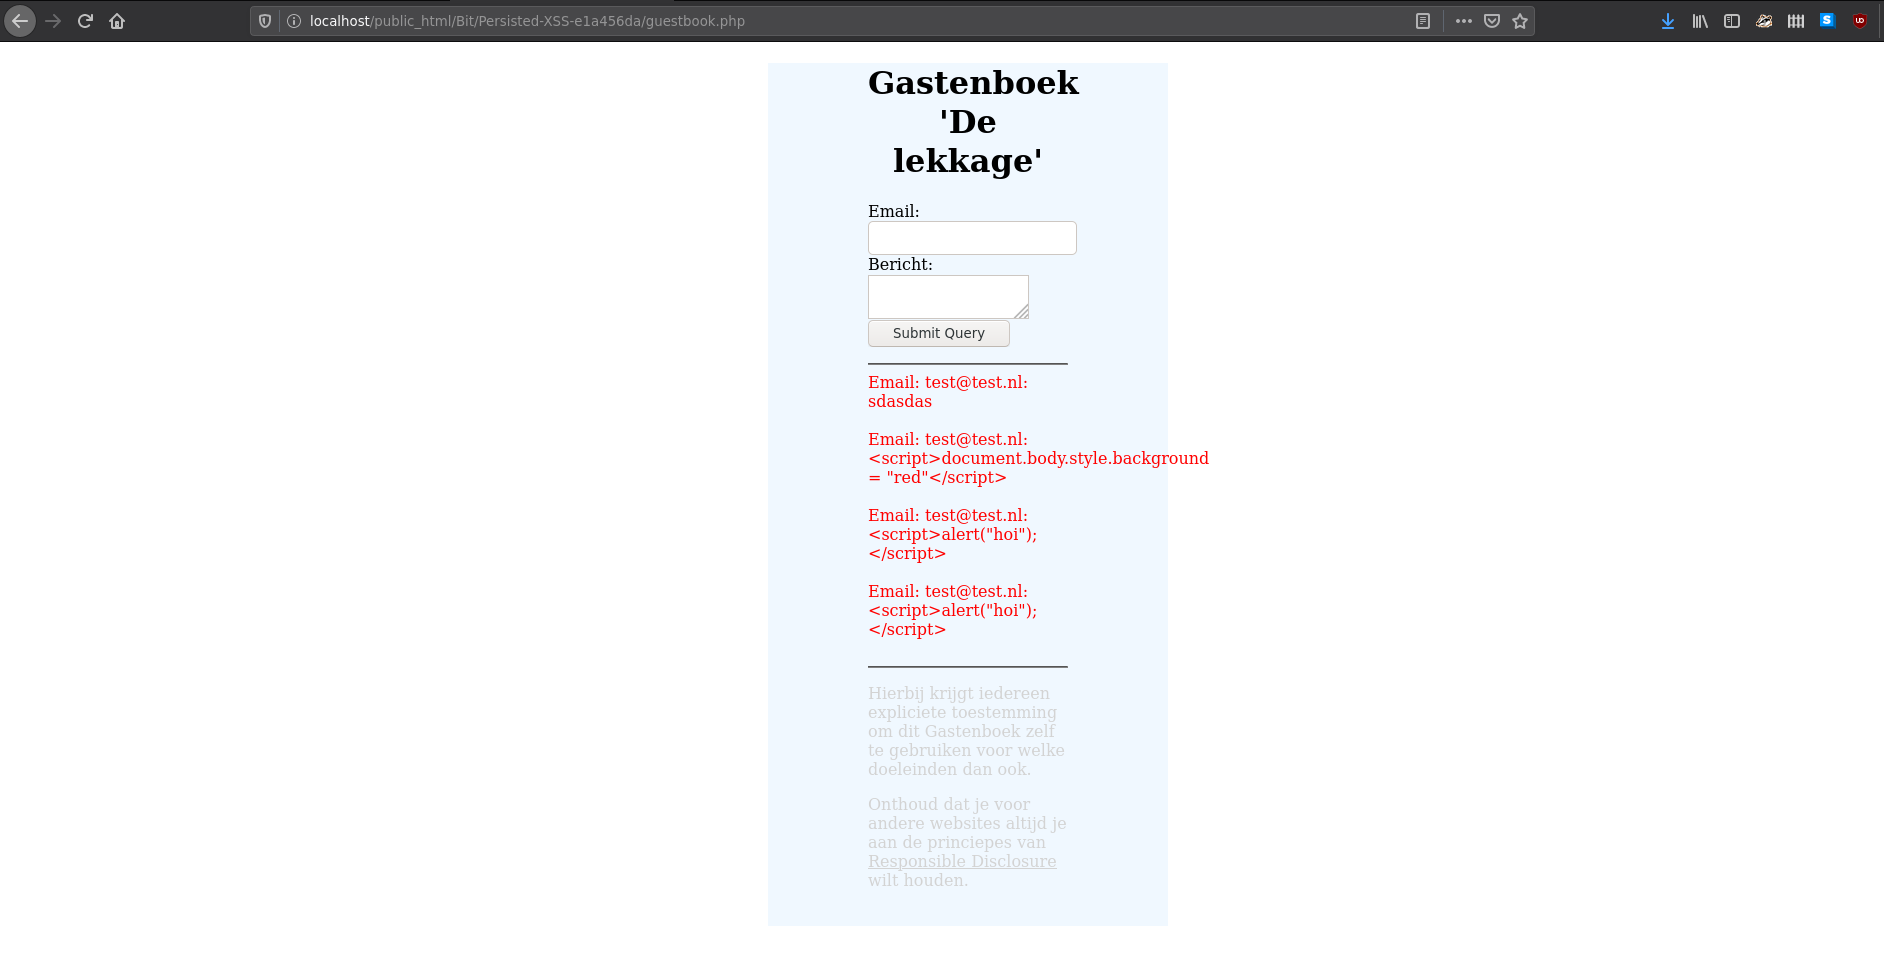 localhost/public_html/Bit/Persisted-XSS-e1a456da/guestbook.php
Gastenboek
'De
lekkage'
Email:
Bericht:
Submit Query
Email: test@test.nl:
sdasdas
Email: test@test.nl:
<script>document.body.style.background
= "red"</script>
Email: test@test.nl:
<script>alert("hoi");
</script>
Email: test@test.nl:
<script>alert("hoi");
</script>
Hierbij krijgt iedereen
expliciete toestemming
om dit Gastenboek zelf
te gebruiken voor welke
doeleinden dan ook.
Onthoud dat je voor
andere websites altijd je
aan de princiepes van
Responsible Disclosure
wilt houden.